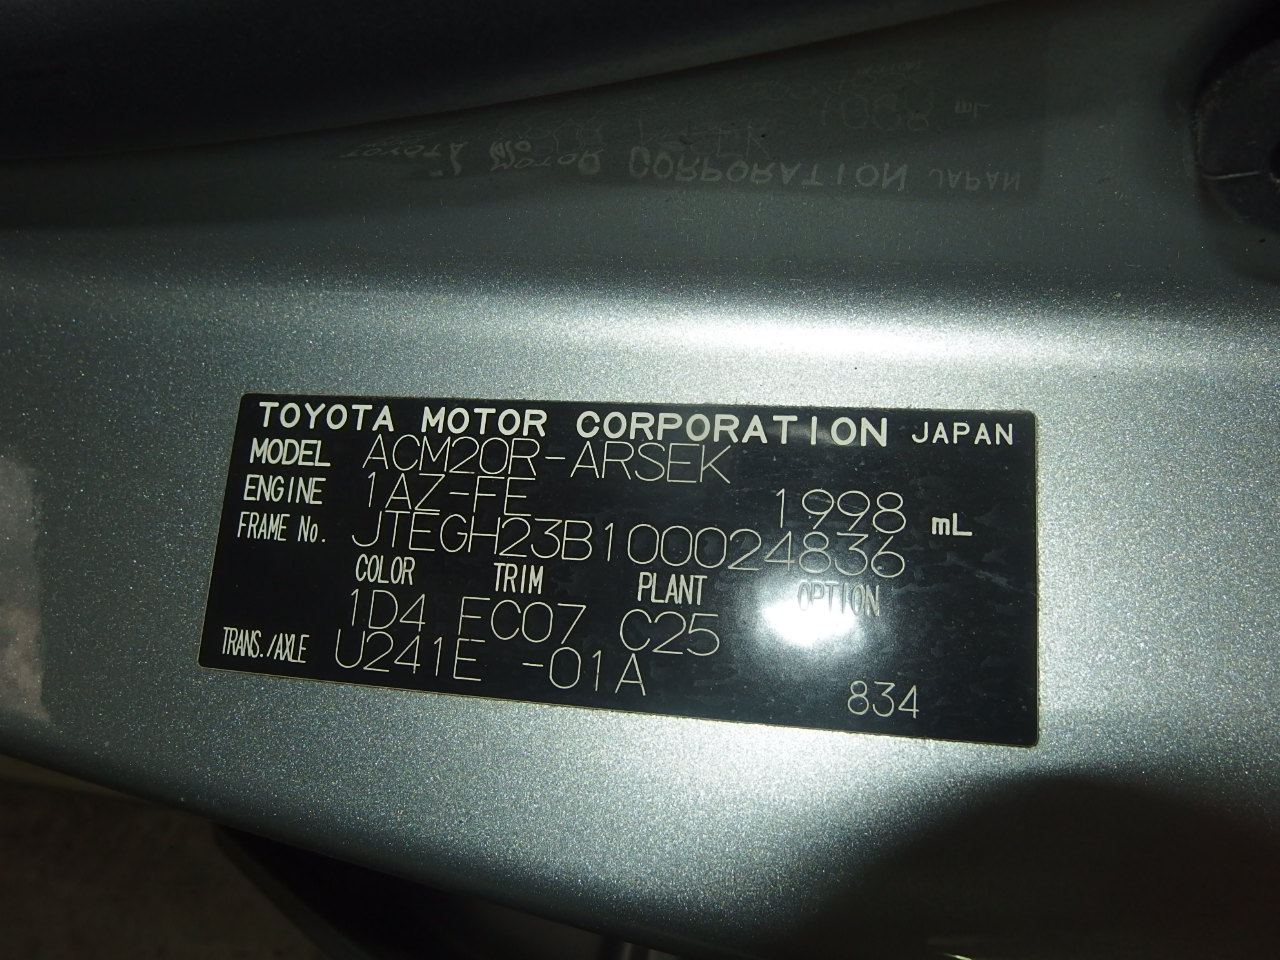 TOYOTA MOTOR CORPORATION JAPAN
MODEL ACM20R-ARSEK
ENGINE 1AZ-FE 1998 mL
FRAME No. JTEGH23B100024836
COLOR TRIM PLANT OPTION
1D4 EC07 C25
TRANS./AXLE U241E -01A
834